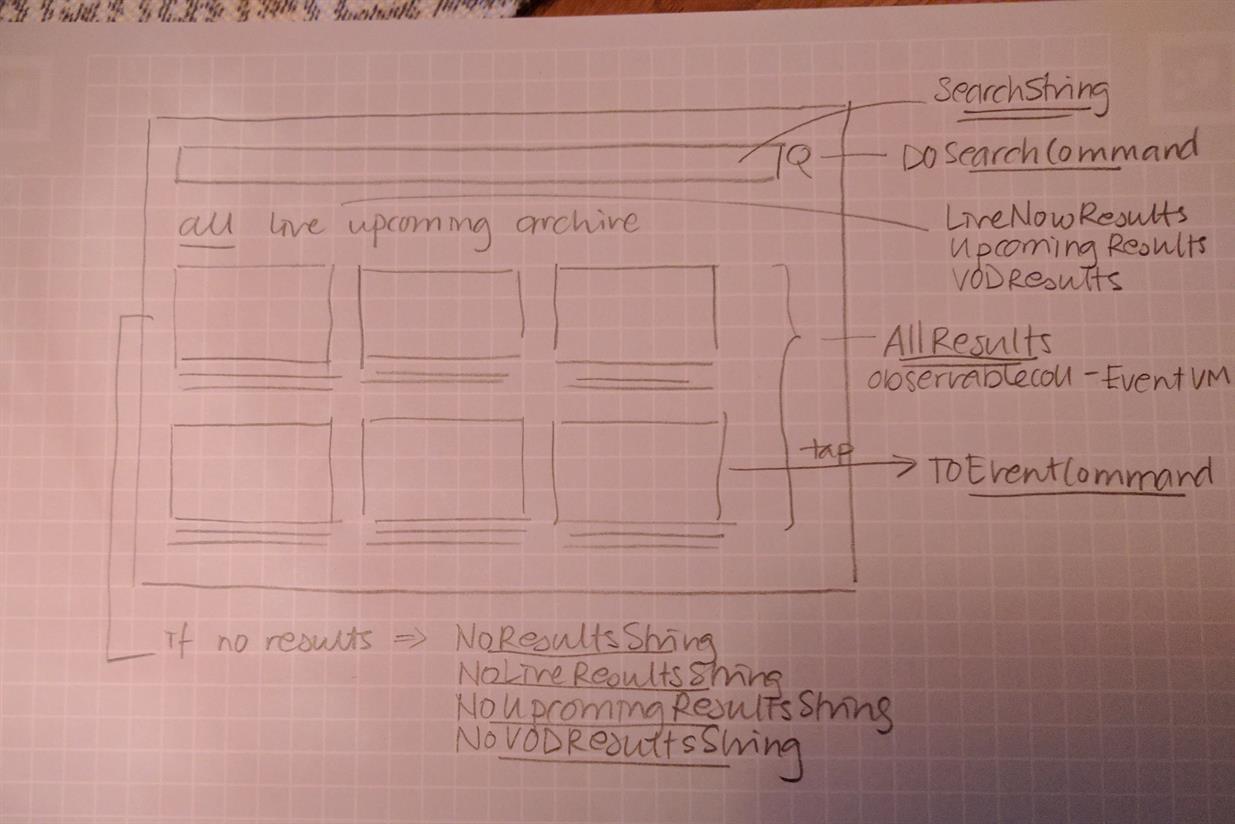 SearchString
DoSearchCommand
all live upcoming archive
LiveNowResults
UpcomingResults
VODResults
AllResults
observablecoll - EventVM
tap
ToEventCommand
If no results => NoResultsString
NoLiveResultsString
NoUpcomingResultsString
NoVODResultsString